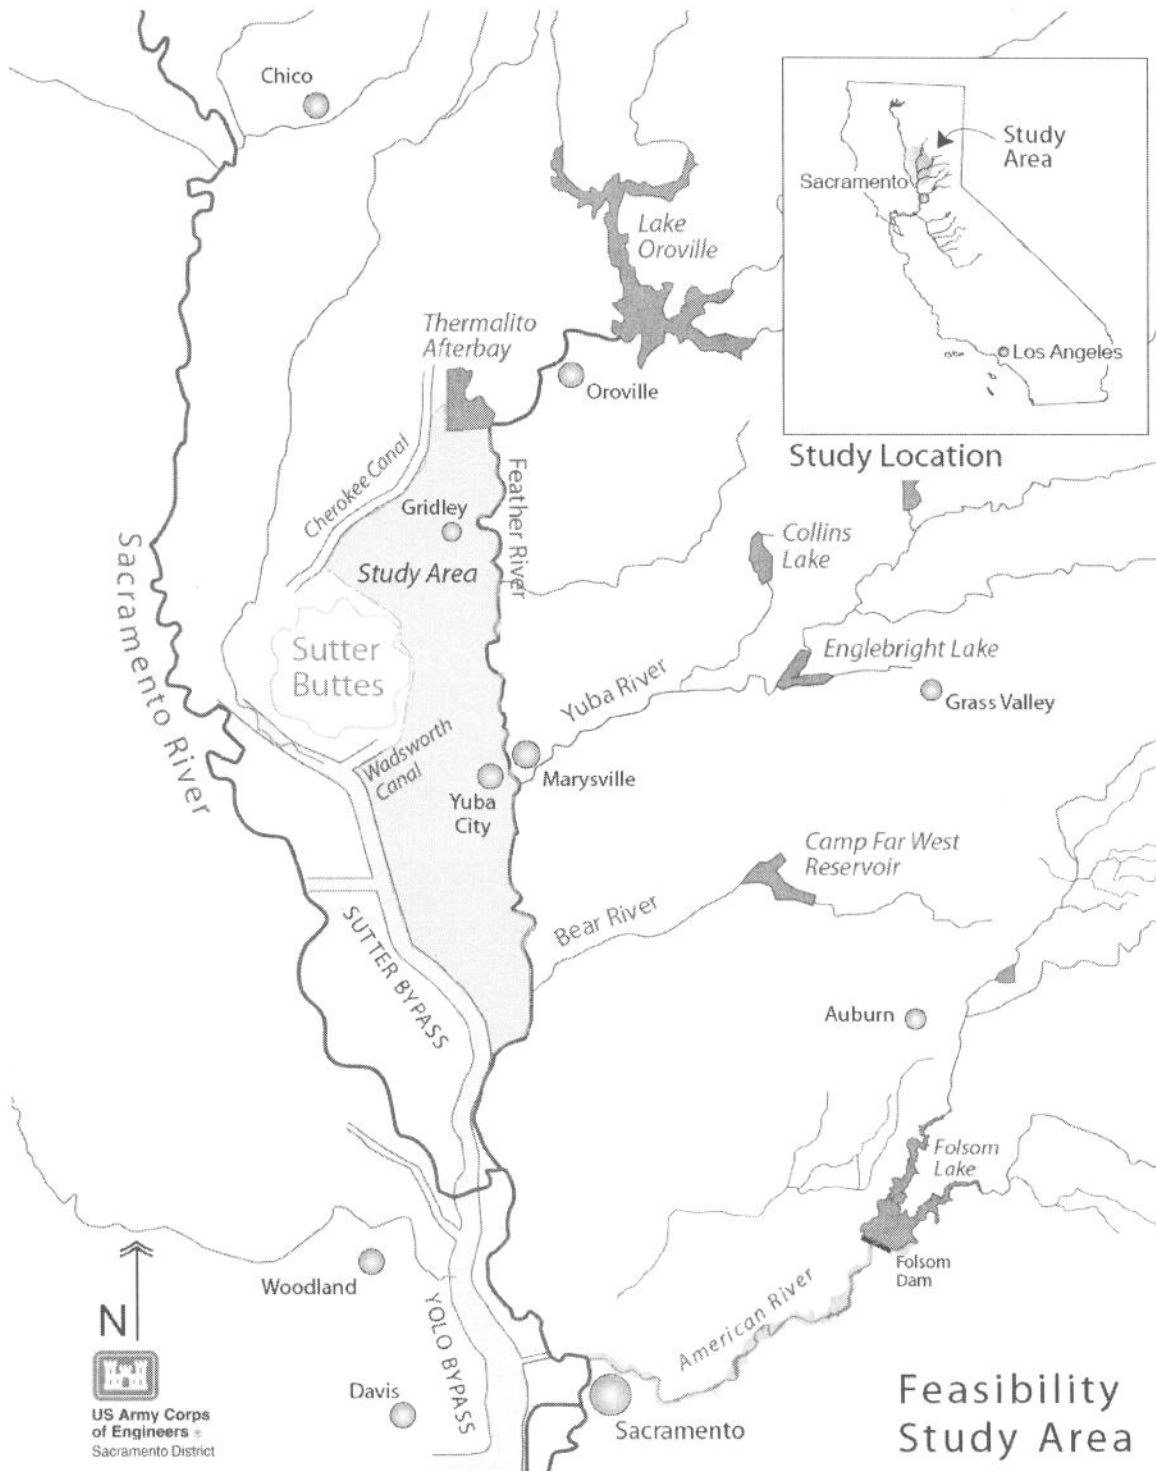 Chico
Study
Area
Sacramento
Los Angeles
Study Location
Lake
Oroville
Thermalito
Afterbay
Oroville
Cherokee Canal
Feather River
Gridley
Study Area
Collins
Lake
Sacramento River
Sutter
Buttes
Englebright Lake
Yuba River
Grass Valley
Wadsworth
Canal
Marysville
Yuba
City
Camp Far West
Reservoir
Bear River
SUTTER BYPASS
Auburn
Folsom
Lake
Folsom
Dam
Woodland
American River
N
YOLO BYPASS
Davis
Sacramento
US Army Corps
of Engineers ®
Sacramento District
Feasibility
Study Area